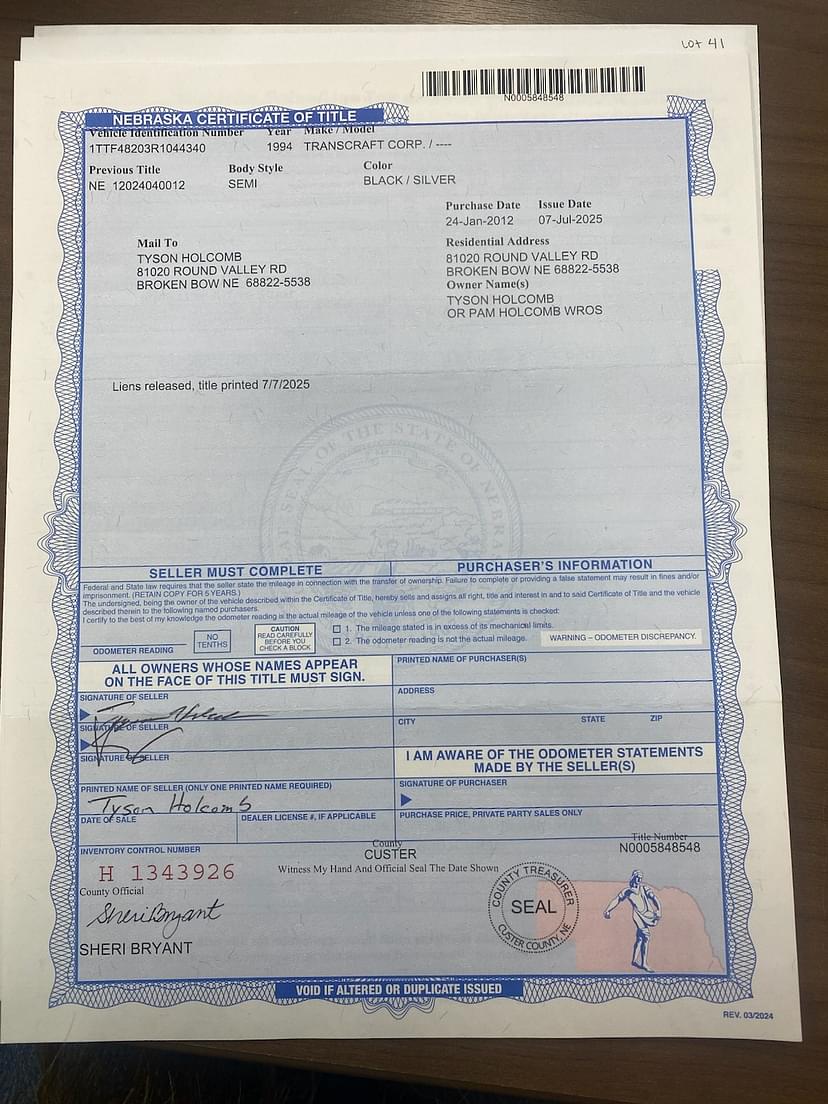 LOT 41
N0005848548
NEBRASKA CERTIFICATE OF TITLE
Vehicle Identification Number Year Make / Model
1TTF48203R1044340 1994 TRANSCRAFT CORP. / ----
Previous Title Body Style Color
NE 12024040012 SEMI BLACK / SILVER
Purchase Date Issue Date
24-Jan-2012 07-Jul-2025
Mail To
TYSON HOLCOMB
81020 ROUND VALLEY RD
BROKEN BOW NE 68822-5538
Residential Address
81020 ROUND VALLEY RD
BROKEN BOW NE 68822-5538
Owner Name(s)
TYSON HOLCOMB
OR PAM HOLCOMB WROS
Liens released, title printed 7/7/2025
SEAL OF THE STATE OF NEBRA
SELLER MUST COMPLETE
PURCHASER'S INFORMATION
Federal and State law requires that the seller state the mileage in connection with the transfer of ownership. Failure to complete or providing a false statement may result in fines and/or
imprisonment. (RETAIN COPY FOR 5 YEARS.)
The undersigned, being the owner of the vehicle described within the Certificate of Title, hereby sells and assigns all right, title and interest in and to said Certificate of Title and the vehicle
described therein to the following named purchasers.
I certify to the best of my knowledge the odometer reading is the actual mileage of the vehicle unless one of the following statements is checked:
ODOMETER READING
NO
TENTHS
CAUTION
READ CAREFULLY
BEFORE YOU
CHECK A BLOCK
1. The mileage stated is in excess of its mechanical limits.
2. The odometer reading is not the actual mileage.
WARNING – ODOMETER DISCREPANCY.
ALL OWNERS WHOSE NAMES APPEAR
ON THE FACE OF THIS TITLE MUST SIGN.
SIGNATURE OF SELLER
SIGNATURE OF SELLER
SIGNATURE OF SELLER
PRINTED NAME OF SELLER (ONLY ONE PRINTED NAME REQUIRED)
Tyson Holcomb
DATE OF SALE
DEALER LICENSE #, IF APPLICABLE
PRINTED NAME OF PURCHASER(S)
ADDRESS
CITY STATE ZIP
I AM AWARE OF THE ODOMETER STATEMENTS
MADE BY THE SELLER(S)
SIGNATURE OF PURCHASER
PURCHASE PRICE, PRIVATE PARTY SALES ONLY
INVENTORY CONTROL NUMBER
H 1343926
County
CUSTER
Witness My Hand And Official Seal The Date Shown
Title Number
N0005848548
County Official
Sheri Bryant
SHERI BRYANT
COUNTY TREASURER
SEAL
CUSTER COUNTY, NE
VOID IF ALTERED OR DUPLICATE ISSUED
REV. 03/2024